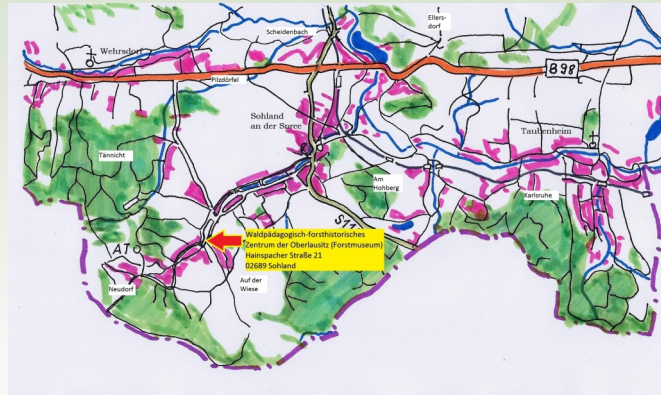 Ellers-
dorf
Scheidenbach
Wehrsdorf
B98
Pilzdörfel
Sohland
an der Spree
Taubenheim
Tännicht
Am
Hohberg
Karlsruhe
Waldpädagogisch-forsthistorisches
Zentrum der Oberlausitz (Forstmuseum)
Hainspacher Straße 21
02689 Sohland
Auf der
Wiese
Neudorf